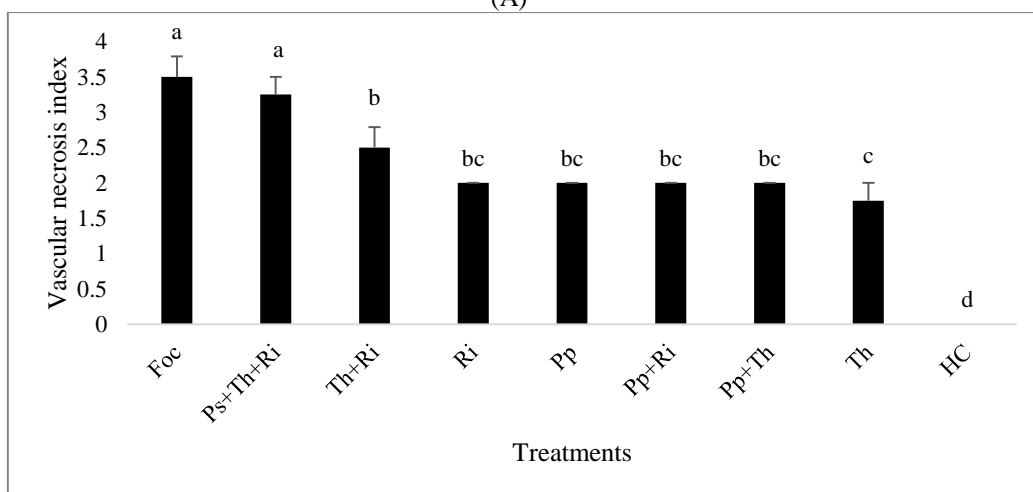 (A)
Vascular necrosis index
4
3.5
3
2.5
2
1.5
1
0.5
0
a
a
b
bc
bc
bc
bc
c
d
Foc
Ps+Th+Ri
Th+Ri
Ri
Pp
Pp+Ri
Pp+Th
Th
HC
Treatments